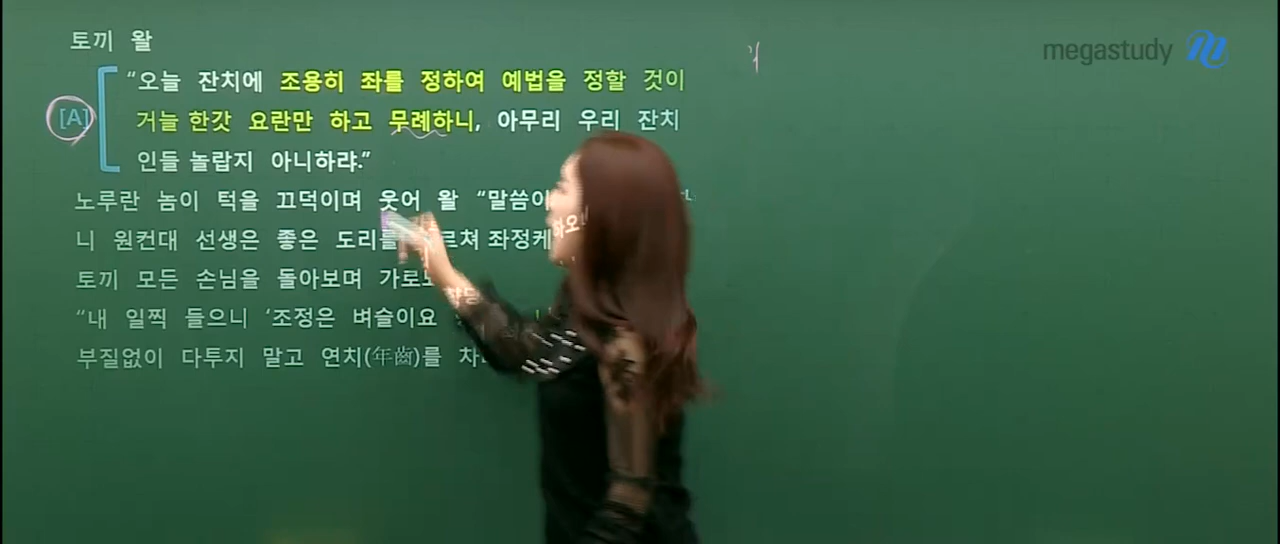 토끼 왈
megastudy
[A]
“오늘 잔치에 조용히 좌를 정하여 예법을 정할 것이
거늘 한갓 요란만 하고 무례하니, 아무리 우리 잔치
인들 놀랍지 아니하랴.”
노루란 놈이 턱을 끄덕이며 웃어 왈 “말씀이
니 원컨대 선생은 좋은 도리를 좌정케 하오
토끼 모든 손님을 돌아보며
“내 일찍 들으니 ‘조정은 벼슬이요
부질없이 다투지 말고 연치(年齒)를